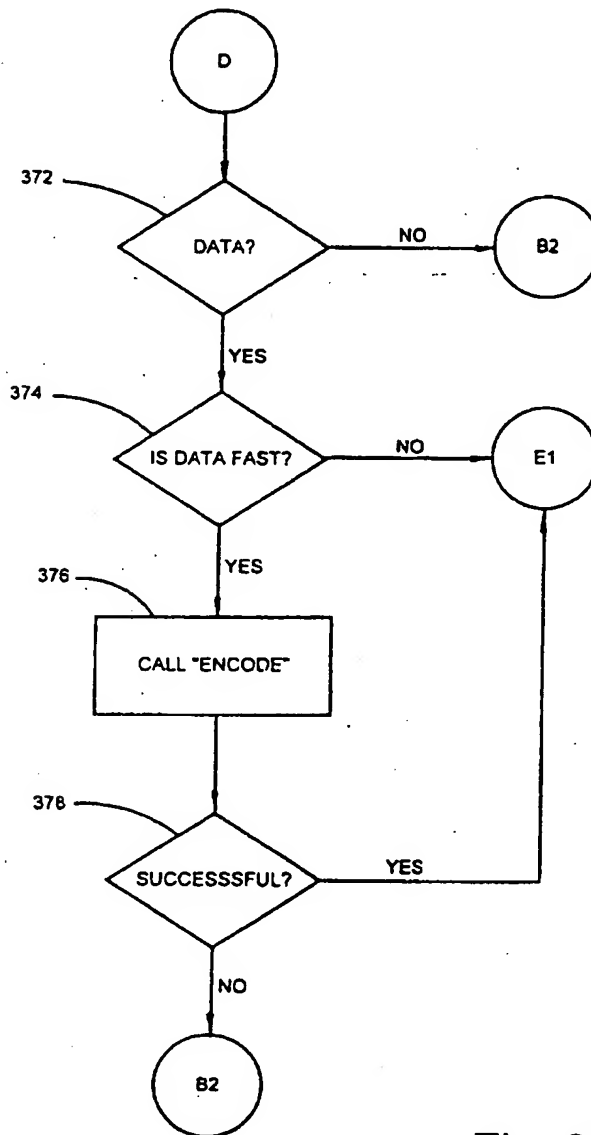 D
372
DATA?
NO
B2
YES
374
IS DATA FAST?
NO
E1
YES
376
CALL "ENCODE"
378
SUCCESSSFUL?
YES
NO
B2